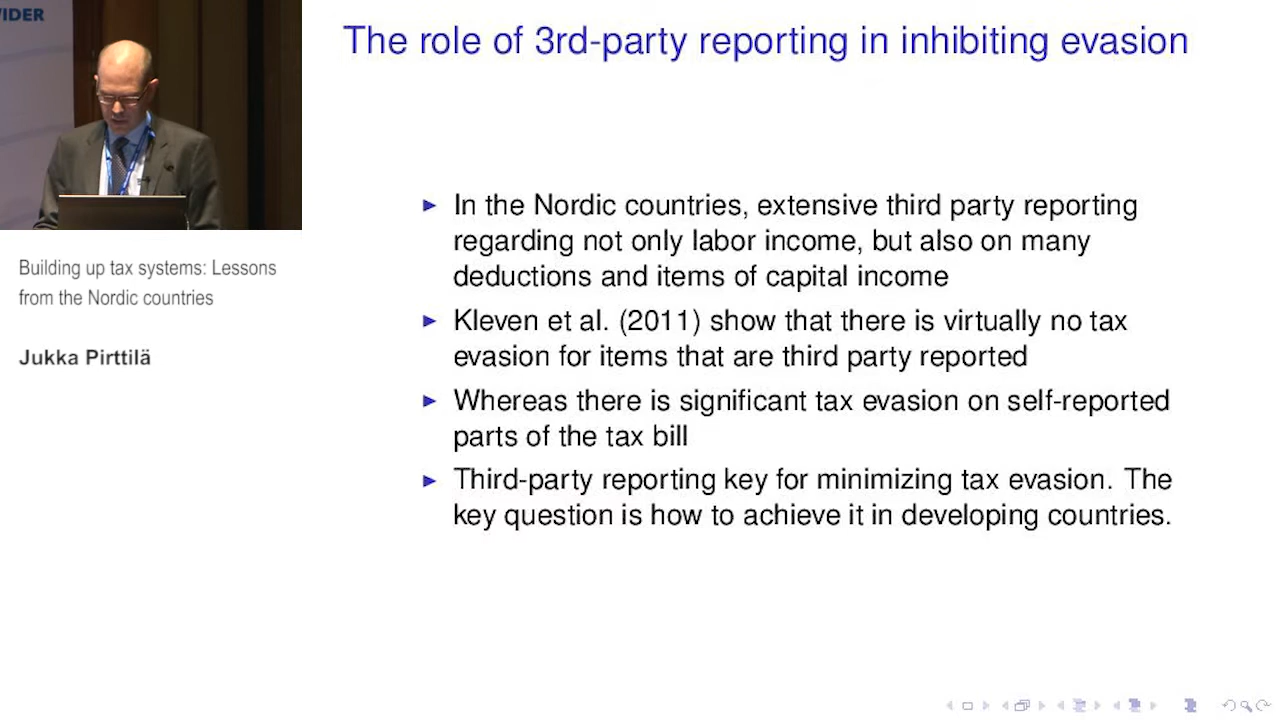 WIDER
The role of 3rd-party reporting in inhibiting evasion
Building up tax systems: Lessons
from the Nordic countries
Jukka Pirttilä
In the Nordic countries, extensive third party reporting
regarding not only labor income, but also on many
deductions and items of capital income
Kleven et al. (2011) show that there is virtually no tax
evasion for items that are third party reported
Whereas there is significant tax evasion on self-reported
parts of the tax bill
Third-party reporting key for minimizing tax evasion. The
key question is how to achieve it in developing countries.